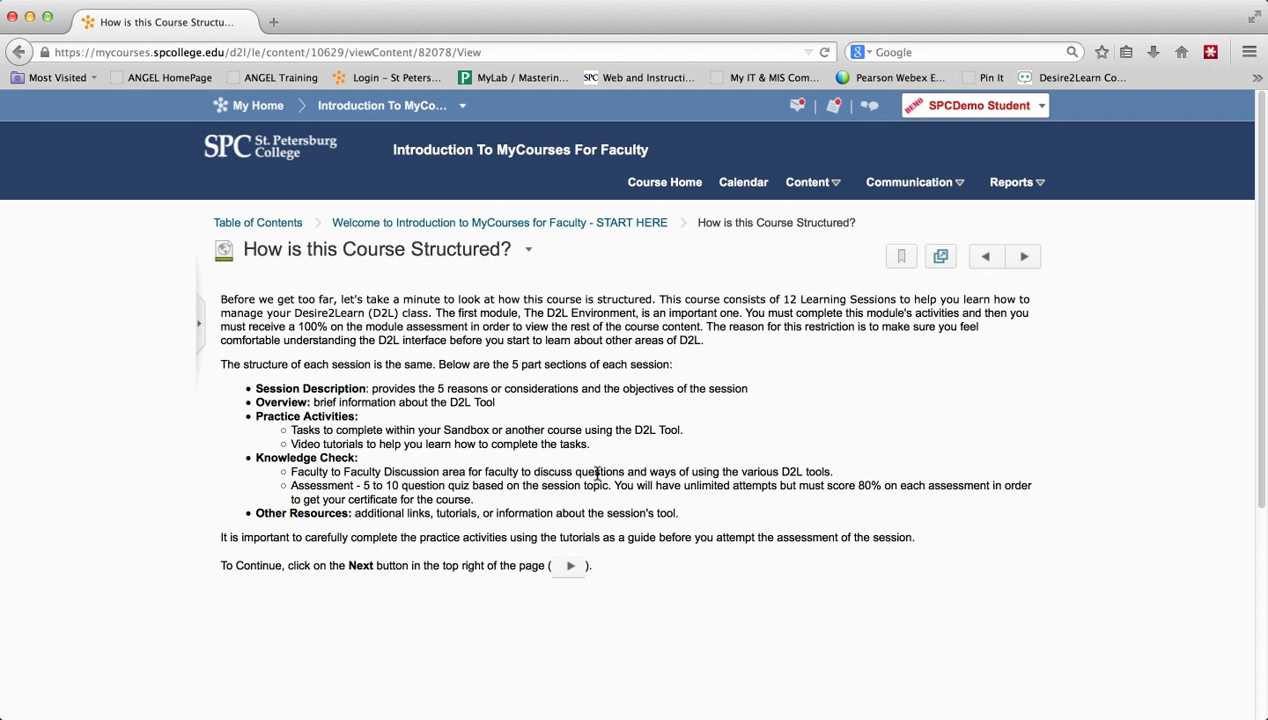 How is this Course Structu...
https://mycourses.spcollege.edu/d2l/le/content/10629/viewContent/82078/View
Google
Most Visited
ANGEL HomePage
ANGEL Training
Login – St Peters...
MyLab / Masterin...
SPC Web and Instructi...
My IT & MIS Com...
Pearson Webex E...
Pin It
Desire2Learn Co...
My Home
Introduction To MyCo...
DEMO
SPCDemo Student
SPC St. Petersburg
College
Introduction To MyCourses For Faculty
Course Home
Calendar
Content
Communication
Reports
Table of Contents
Welcome to Introduction to MyCourses for Faculty - START HERE
How is this Course Structured?
How is this Course Structured?
Before we get too far, let's take a minute to look at how this course is structured. This course consists of 12 Learning Sessions to help you learn how to
manage your Desire2Learn (D2L) class. The first module, The D2L Environment, is an important one. You must complete this module's activities and then you
must receive a 100% on the module assessment in order to view the rest of the course content. The reason for this restriction is to make sure you feel
comfortable understanding the D2L interface before you start to learn about other areas of D2L.
The structure of each session is the same. Below are the 5 part sections of each session:
Session Description: provides the 5 reasons or considerations and the objectives of the session
Overview: brief information about the D2L Tool
Practice Activities:
Tasks to complete within your Sandbox or another course using the D2L Tool.
Video tutorials to help you learn how to complete the tasks.
Knowledge Check:
Faculty to Faculty Discussion area for faculty to discuss questions and ways of using the various D2L tools.
Assessment - 5 to 10 question quiz based on the session topic. You will have unlimited attempts but must score 80% on each assessment in order
to get your certificate for the course.
Other Resources: additional links, tutorials, or information about the session's tool.
It is important to carefully complete the practice activities using the tutorials as a guide before you attempt the assessment of the session.
To Continue, click on the Next button in the top right of the page ( ).